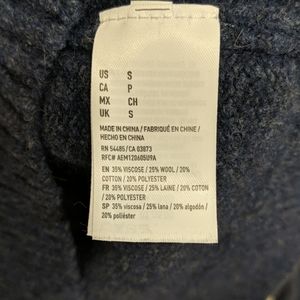 US S
CA P
MX CH
UK S
MADE IN CHINA / FABRIQUÉ EN CHINE /
HECHO EN CHINA
RN 54485/CA 03873
RFC# AEM120605U9A
EN 35% VISCOSE / 25% WOOL / 20%
COTTON / 20% POLYESTER
FR 35% VISCOSE / 25% LAINE / 20% COTON
/ 20% POLYESTER
SP 35% viscosa / 25% lana / 20% algodón /
20% poliéster